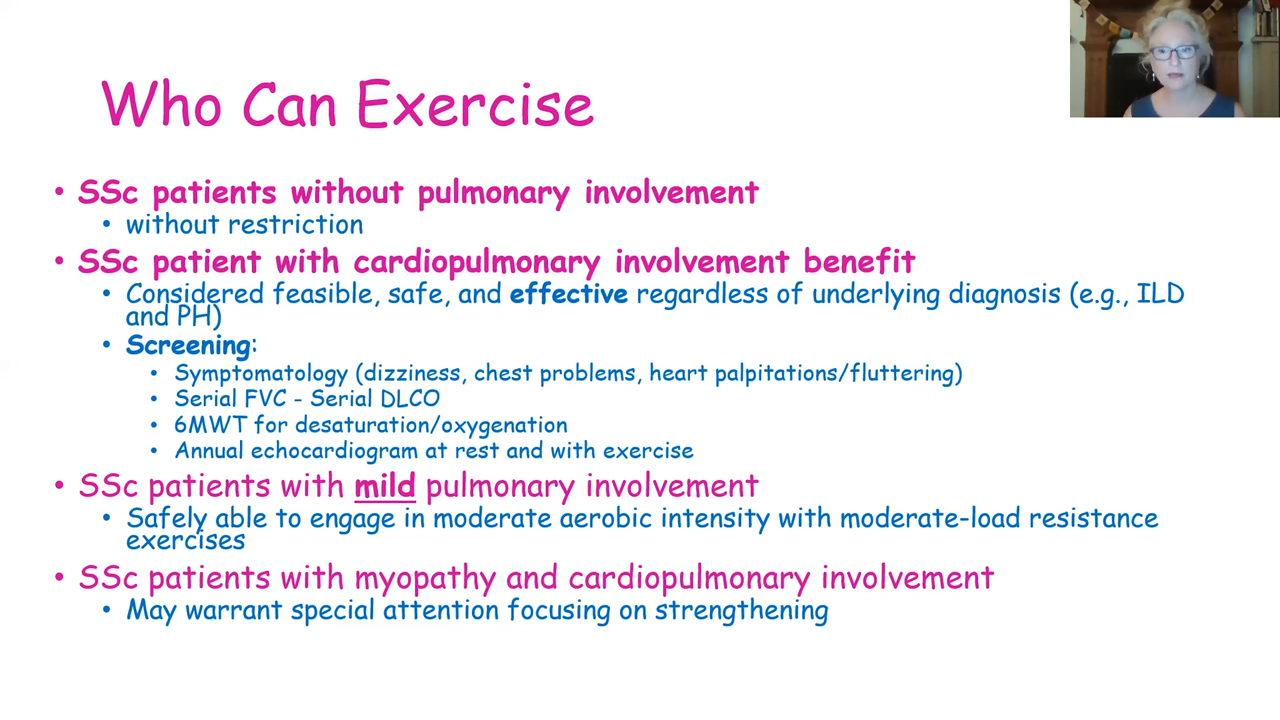 Who Can Exercise
• SSc patients without pulmonary involvement
• without restriction
• SSc patient with cardiopulmonary involvement benefit
• Considered feasible, safe, and effective regardless of underlying diagnosis (e.g., ILD
and PH)
• Screening:
• Symptomatology (dizziness, chest problems, heart palpitations/fluttering)
• Serial FVC - Serial DLCO
• 6MWT for desaturation/oxygenation
• Annual echocardiogram at rest and with exercise
• SSc patients with mild pulmonary involvement
• Safely able to engage in moderate aerobic intensity with moderate-load resistance
exercises
• SSc patients with myopathy and cardiopulmonary involvement
• May warrant special attention focusing on strengthening